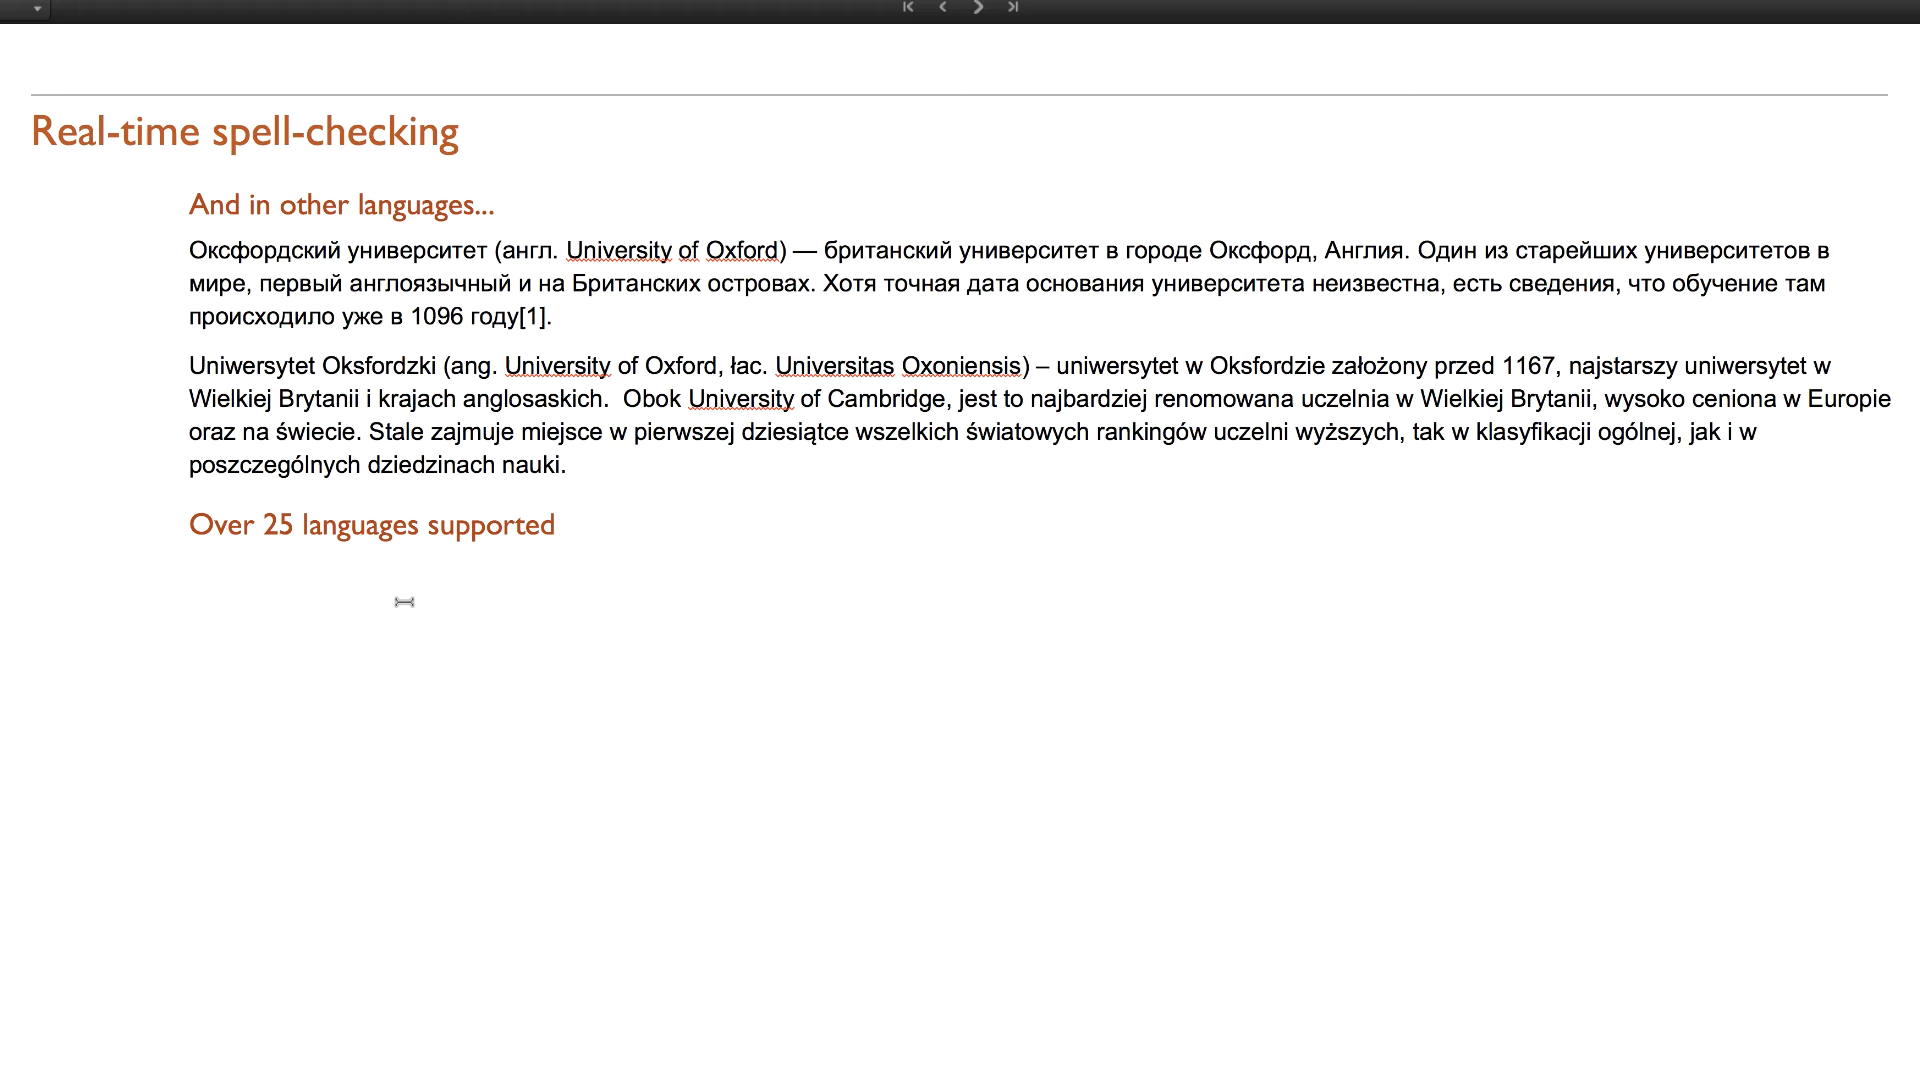 Real-time spell-checking
And in other languages...
Оксфордский университет (англ. University of Oxford) — британский университет в городе Оксфорд, Англия. Один из старейших университетов в
мире, первый англоязычный и на Британских островах. Хотя точная дата основания университета неизвестна, есть сведения, что обучение там
происходило уже в 1096 году[1].
Uniwersytet Oksfordzki (ang. University of Oxford, łac. Universitas Oxoniensis) – uniwersytet w Oksfordzie założony przed 1167, najstarszy uniwersytet w
Wielkiej Brytanii i krajach anglosaskich.  Obok University of Cambridge, jest to najbardziej renomowana uczelnia w Wielkiej Brytanii, wysoko ceniona w Europie
oraz na świecie. Stale zajmuje miejsce w pierwszej dziesiątce wszelkich światowych rankingów uczelni wyższych, tak w klasyfikacji ogólnej, jak i w
poszczególnych dziedzinach nauki.
Over 25 languages supported